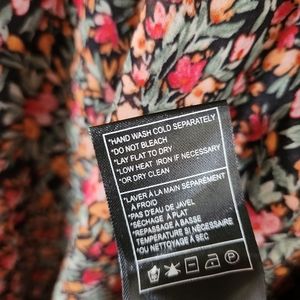 *HAND WASH COLD SEPARATELY
*DO NOT BLEACH
*LAY FLAT TO DRY
*LOW HEAT IRON IF NECESSARY
*OR DRY CLEAN
*LAVER À LA MAIN SÉPARÉMENT
À FROID
*PAS D'EAU DE JAVEL
*SÉCHAGE À PLAT
*REPASSAGE À BASSE
TEMPÉRATURE SI NÉCESSAIRE
*OU NETTOYAGE À SEC